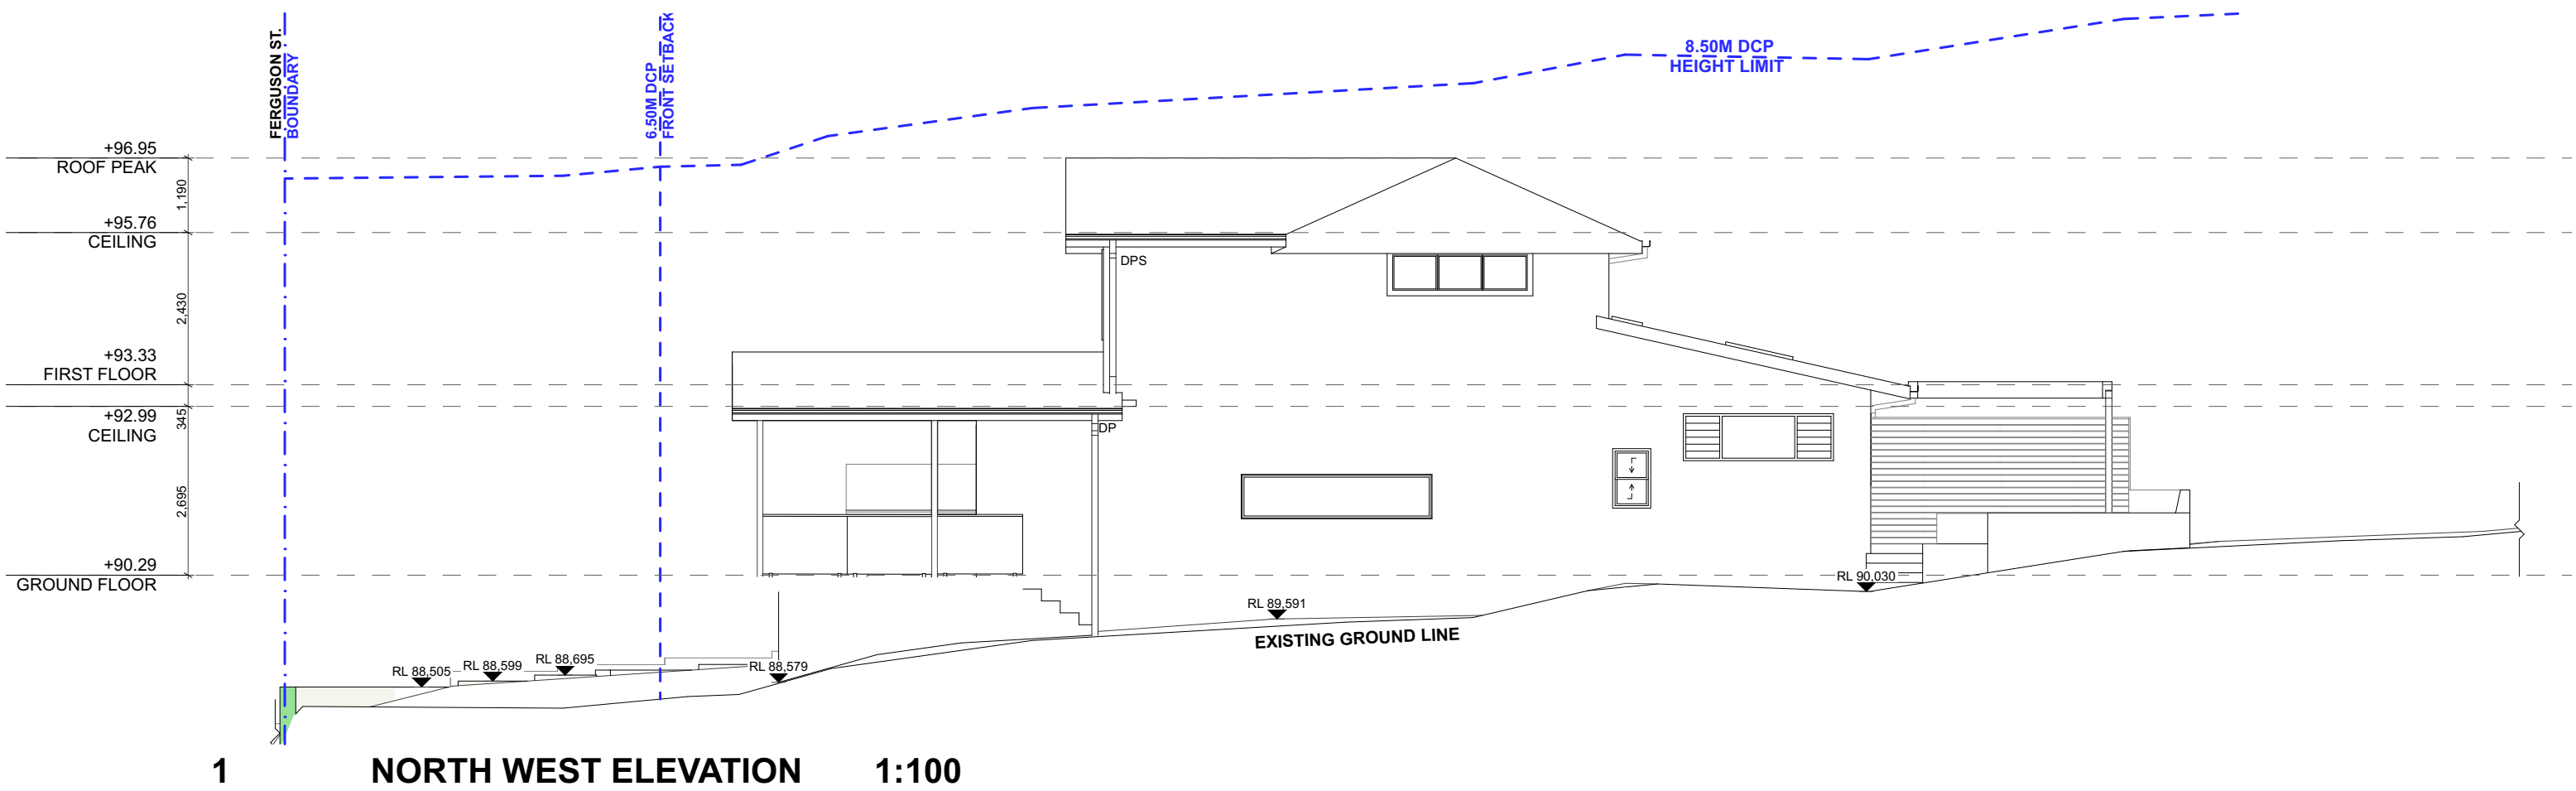 FERGUSON ST.
BOUNDARY
6.50M DCP
FRONT SETBACK
8.50M DCP
HEIGHT LIMIT
+96.95
ROOF PEAK
1,190
+95.76
CEILING
2,430
+93.33
FIRST FLOOR
345
+92.99
CEILING
2,695
+90.29
GROUND FLOOR
DPS
DP
RL 90,030
RL 89,591
EXISTING GROUND LINE
RL 88,505
RL 88,599
RL 88,695
RL 88,579
1 NORTH WEST ELEVATION 1:100